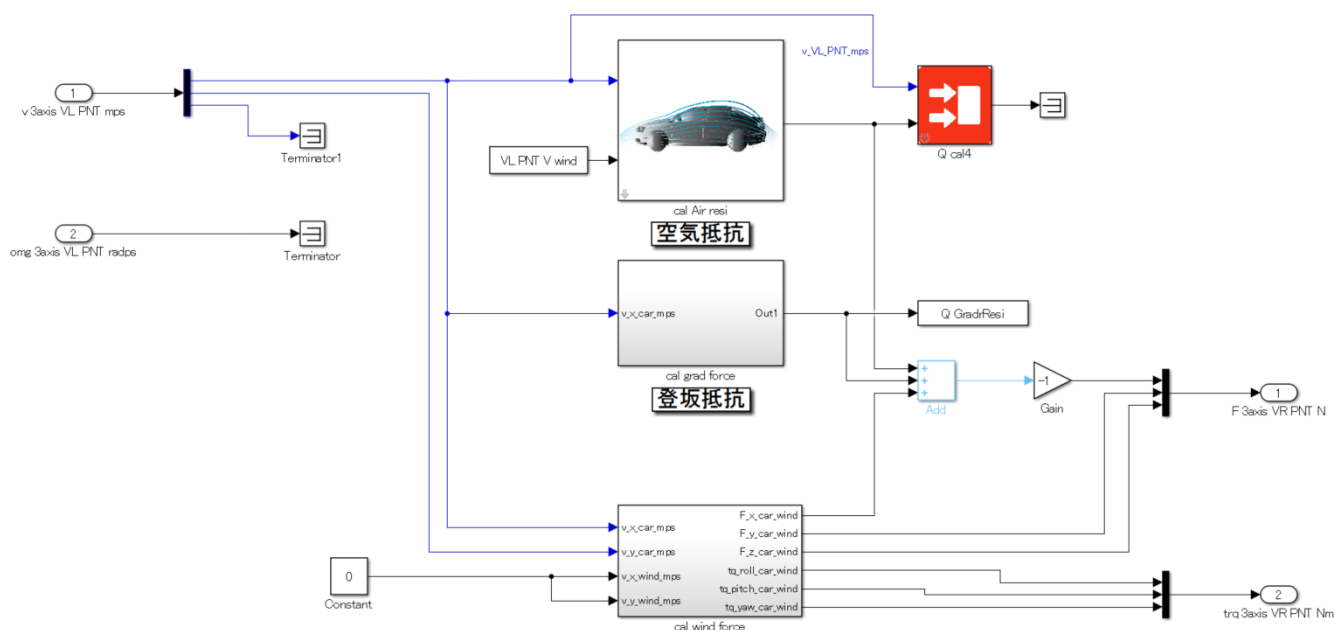 v_VL_PNT_mps
1
v 3axis VL PNT mps
Terminator1
VL PNT V wind
Q cal4
cal Air resi
空気抵抗
2
omg 3axis VL PNT radps
Terminator
v_x_car_mps
Out1
Q GradrResi
cal grad force
登坂抵抗
+
+
+
Add
-1
Gain
1
F 3axis VR PNT N
v_x_car_mps
v_y_car_mps
v_x_wind_mps
v_y_wind_mps
F_x_car_wind
F_y_car_wind
F_z_car_wind
tq_roll_car_wind
tq_pitch_car_wind
tq_yaw_car_wind
cal wind force
0
Constant
2
trq 3axis VR PNT Nm